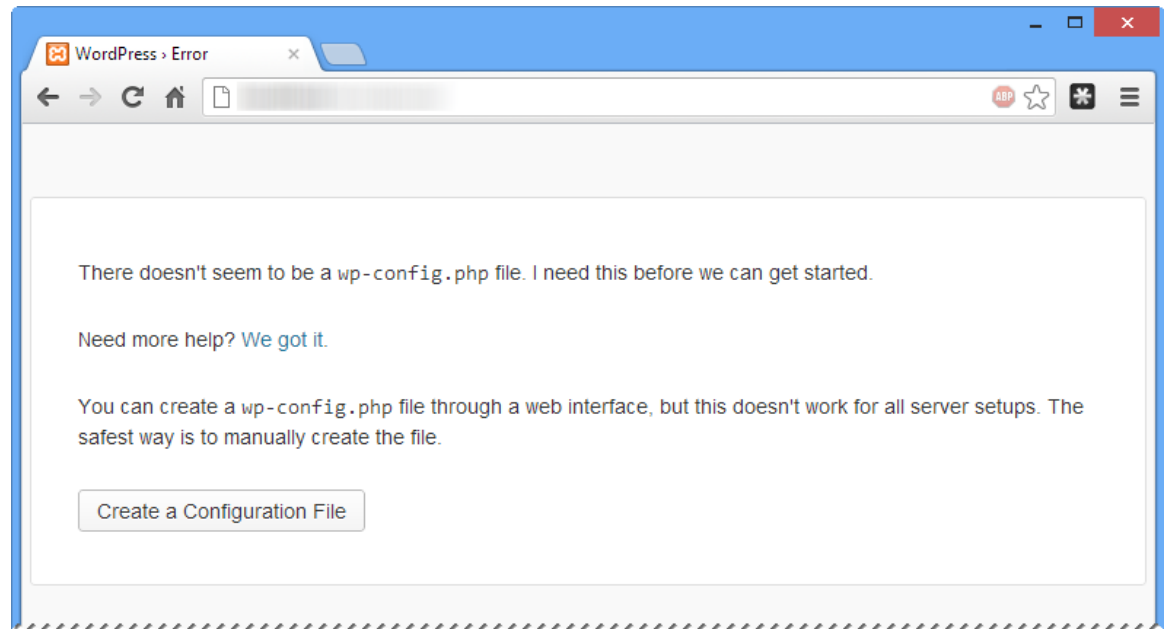 WordPress › Error
ABP
There doesn't seem to be a wp-config.php file. I need this before we can get started.
Need more help? We got it.
You can create a wp-config.php file through a web interface, but this doesn't work for all server setups. The
safest way is to manually create the file.
Create a Configuration File